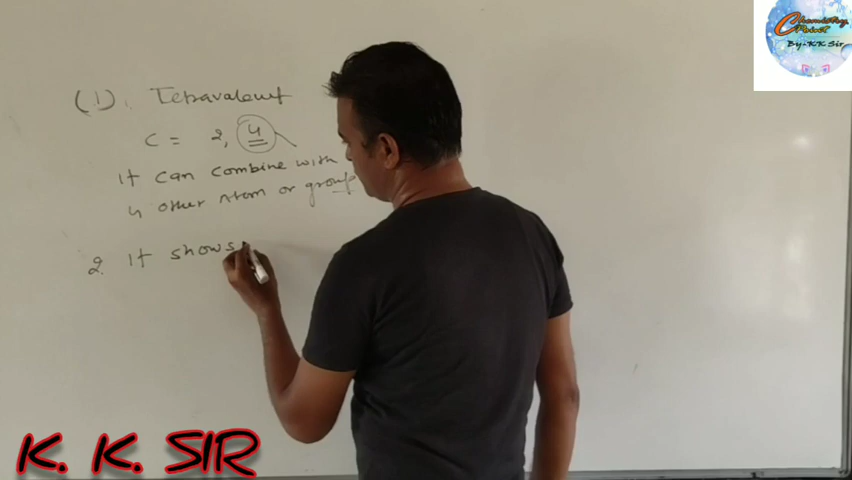 (1) Tetravalent
C = 2, 4
It can combine with
4 other Atom or group
2. It shows
Chemistry
Point
By-K.K Sir
K. K. SIR